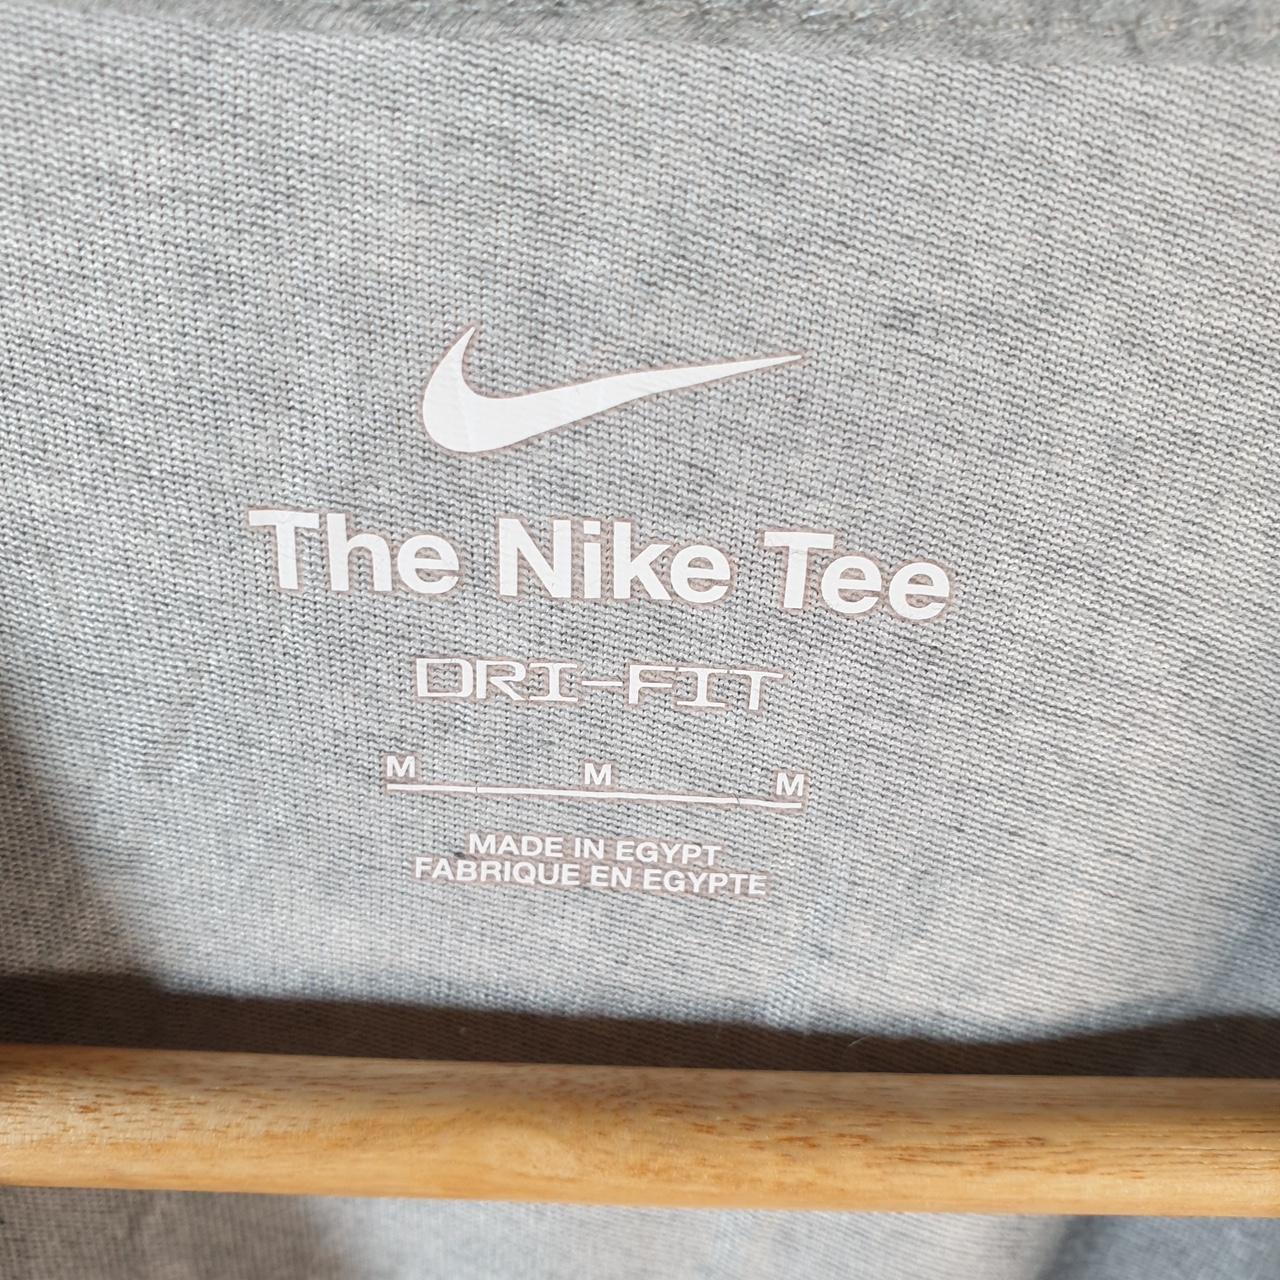 The Nike Tee
DRI-FIT
M M M
MADE IN EGYPT
FABRIQUE EN EGYPTE